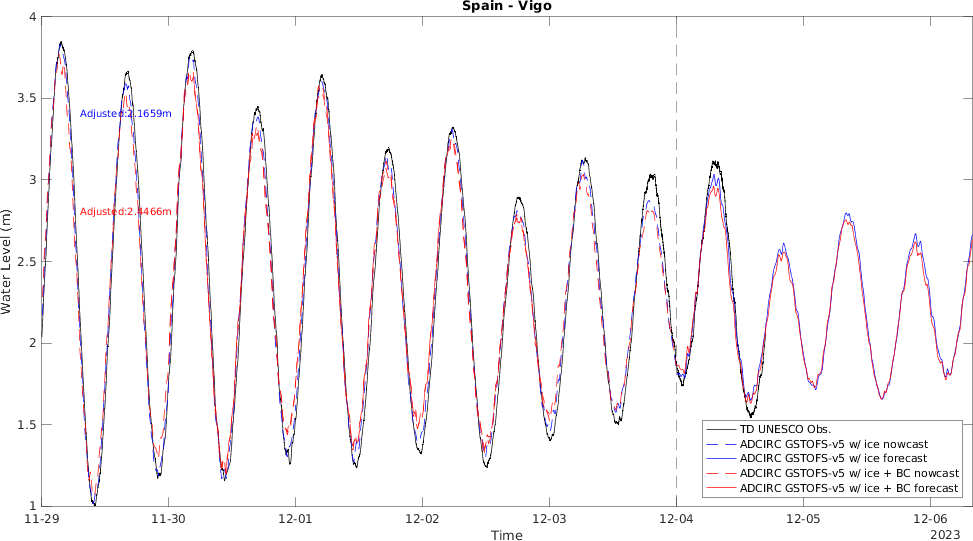 Spain - Vigo
4
3.5
3
2.5
2
1.5
1
Water Level (m)
Adjusted:2.1659m
Adjusted:2.4466m
TD UNESCO Obs.
ADCIRC GSTOFS-v5 w/ ice nowcast
ADCIRC GSTOFS-v5 w/ ice forecast
ADCIRC GSTOFS-v5 w/ ice + BC nowcast
ADCIRC GSTOFS-v5 w/ ice + BC forecast
11-29 11-30 12-01 12-02 12-03 12-04 12-05 12-06
Time
2023